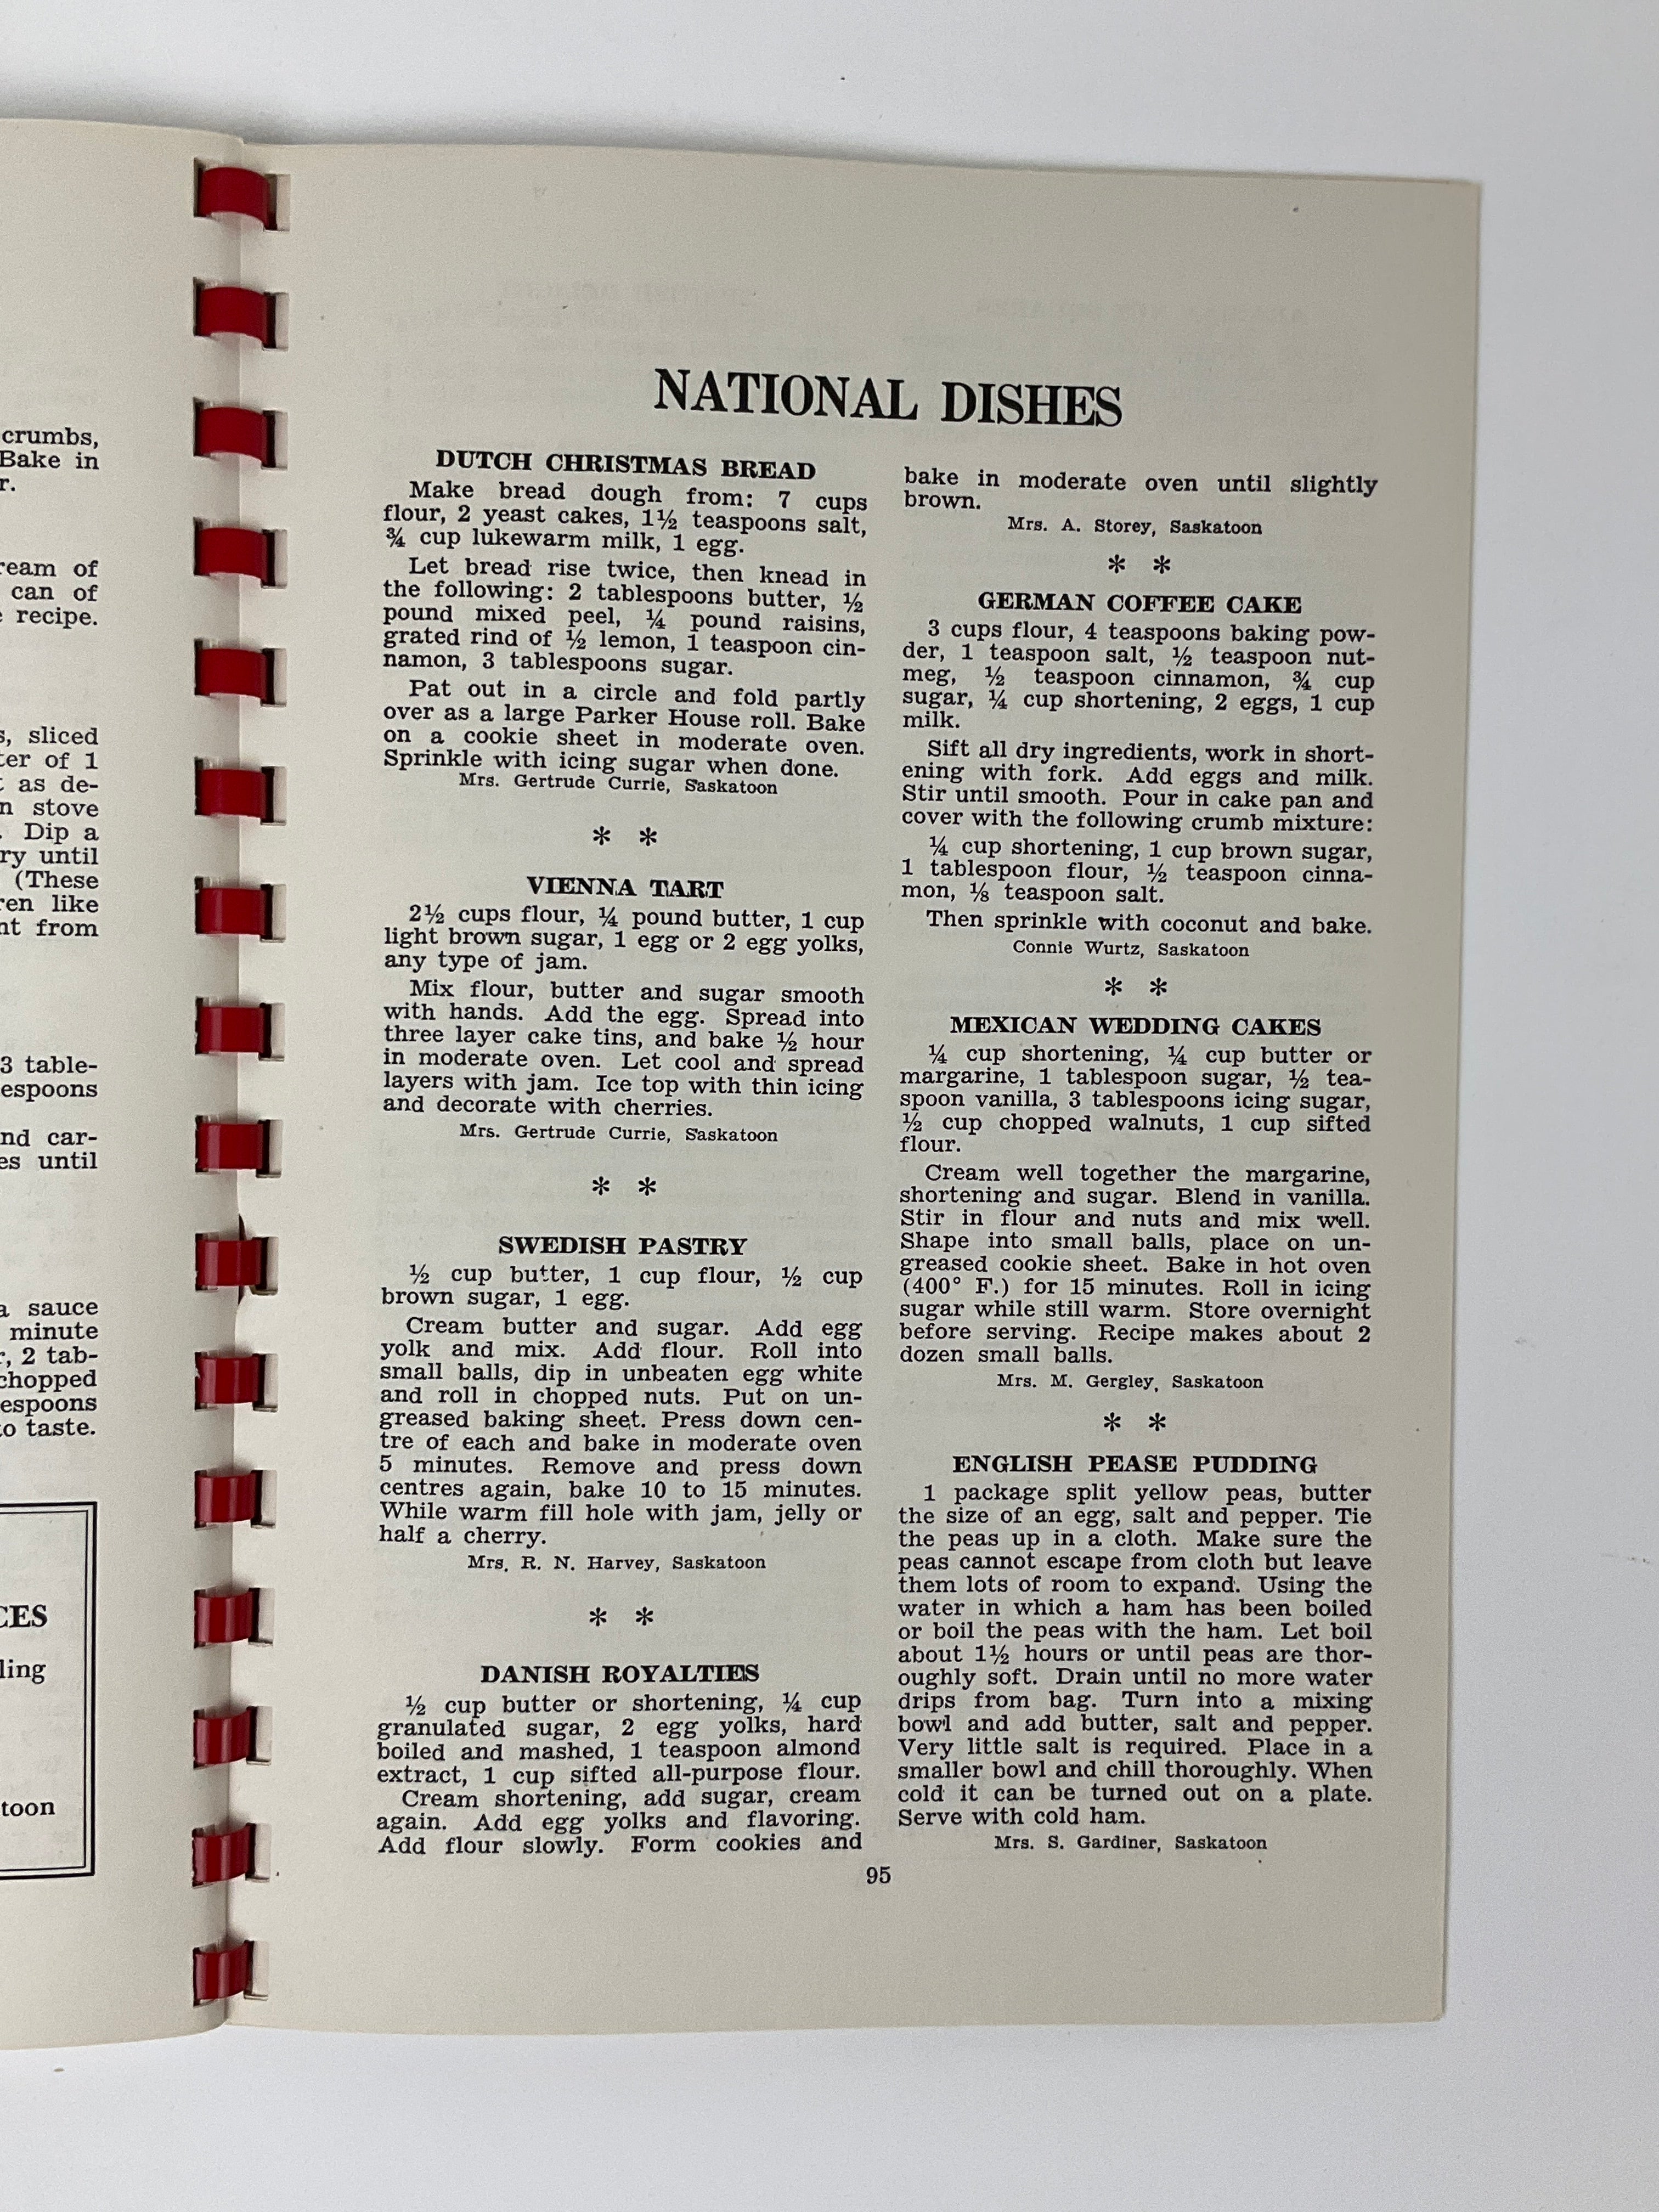 crumbs,
Bake in
r.
ream of
can of
recipe.
s, sliced
ter of 1
t as de-
n stove
. Dip a
ry until
(These
ren like
nt from
3 table-
espoons
nd car-
es until
a sauce
minute
r, 2 tab-
chopped
espoons
to taste.
CES
ling
toon
NATIONAL DISHES
DUTCH CHRISTMAS BREAD
Make bread dough from: 7 cups
flour, 2 yeast cakes, 1½ teaspoons salt,
¾ cup lukewarm milk, 1 egg.
Let bread rise twice, then knead in
the following: 2 tablespoons butter, ½
pound mixed peel, ¼ pound raisins,
grated rind of ½ lemon, 1 teaspoon cin-
namon, 3 tablespoons sugar.
Pat out in a circle and fold partly
over as a large Parker House roll. Bake
on a cookie sheet in moderate oven.
Sprinkle with icing sugar when done.
Mrs. Gertrude Currie, Saskatoon
* *
VIENNA TART
2½ cups flour, ¼ pound butter, 1 cup
light brown sugar, 1 egg or 2 egg yolks,
any type of jam.
Mix flour, butter and sugar smooth
with hands. Add the egg. Spread into
three layer cake tins, and bake ½ hour
in moderate oven. Let cool and spread
layers with jam. Ice top with thin icing
and decorate with cherries.
Mrs. Gertrude Currie, Saskatoon
* *
SWEDISH PASTRY
½ cup butter, 1 cup flour, ½ cup
brown sugar, 1 egg.
Cream butter and sugar. Add egg
yolk and mix. Add flour. Roll into
small balls, dip in unbeaten egg white
and roll in chopped nuts. Put on un-
greased baking sheet. Press down cen-
tre of each and bake in moderate oven
5 minutes. Remove and press down
centres again, bake 10 to 15 minutes.
While warm fill hole with jam, jelly or
half a cherry.
Mrs. R. N. Harvey, Saskatoon
* *
DANISH ROYALTIES
½ cup butter or shortening, ¼ cup
granulated sugar, 2 egg yolks, hard
boiled and mashed, 1 teaspoon almond
extract, 1 cup sifted all-purpose flour.
Cream shortening, add sugar, cream
again. Add egg yolks and flavoring.
Add flour slowly. Form cookies and
bake in moderate oven until slightly
brown.
Mrs. A. Storey, Saskatoon
* *
GERMAN COFFEE CAKE
3 cups flour, 4 teaspoons baking pow-
der, 1 teaspoon salt, ½ teaspoon nut-
meg, ½ teaspoon cinnamon, ¾ cup
sugar, ¼ cup shortening, 2 eggs, 1 cup
milk.
Sift all dry ingredients, work in short-
ening with fork. Add eggs and milk.
Stir until smooth. Pour in cake pan and
cover with the following crumb mixture:
¼ cup shortening, 1 cup brown sugar,
1 tablespoon flour, ½ teaspoon cinna-
mon, ⅛ teaspoon salt.
Then sprinkle with coconut and bake.
Connie Wurtz, Saskatoon
* *
MEXICAN WEDDING CAKES
¼ cup shortening, ¼ cup butter or
margarine, 1 tablespoon sugar, ½ tea-
spoon vanilla, 3 tablespoons icing sugar,
½ cup chopped walnuts, 1 cup sifted
flour.
Cream well together the margarine,
shortening and sugar. Blend in vanilla.
Stir in flour and nuts and mix well.
Shape into small balls, place on un-
greased cookie sheet. Bake in hot oven
(400° F.) for 15 minutes. Roll in icing
sugar while still warm. Store overnight
before serving. Recipe makes about 2
dozen small balls.
Mrs. M. Gergley, Saskatoon
* *
ENGLISH PEASE PUDDING
1 package split yellow peas, butter
the size of an egg, salt and pepper. Tie
the peas up in a cloth. Make sure the
peas cannot escape from cloth but leave
them lots of room to expand. Using the
water in which a ham has been boiled
or boil the peas with the ham. Let boil
about 1½ hours or until peas are thor-
oughly soft. Drain until no more water
drips from bag. Turn into a mixing
bowl and add butter, salt and pepper.
Very little salt is required. Place in a
smaller bowl and chill thoroughly. When
cold it can be turned out on a plate.
Serve with cold ham.
Mrs. S. Gardiner, Saskatoon
95